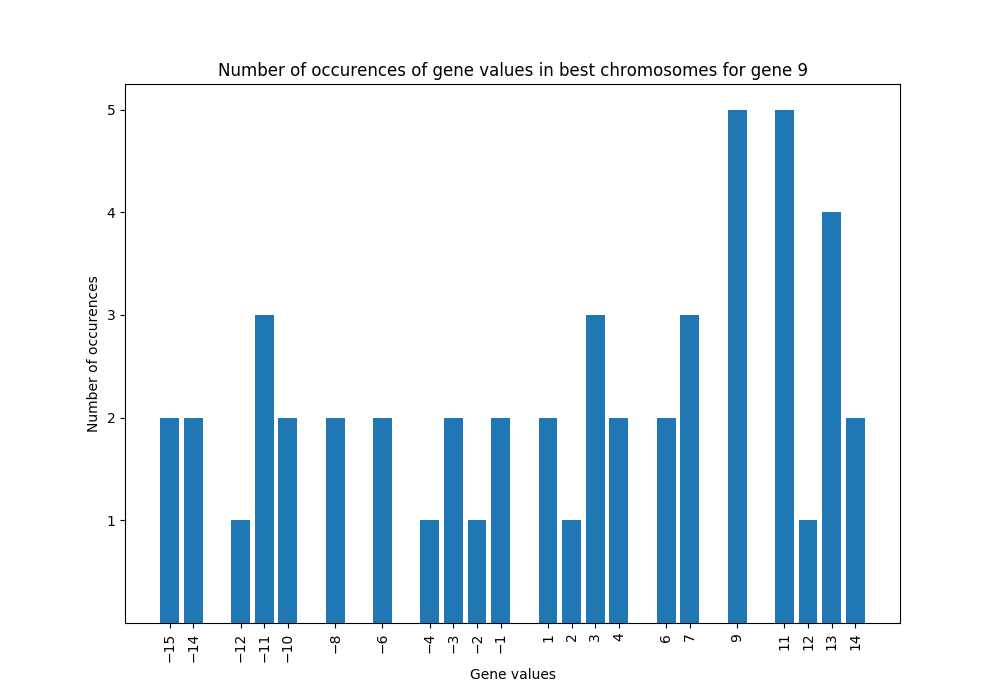 Number of occurences of gene values in best chromosomes for gene 9
Number of occurences
5
4
3
2
1
−15 −14 −12 −11 −10 −8 −6 −4 −3 −2 −1 1 2 3 4 6 7 9 11 12 13 14
Gene values